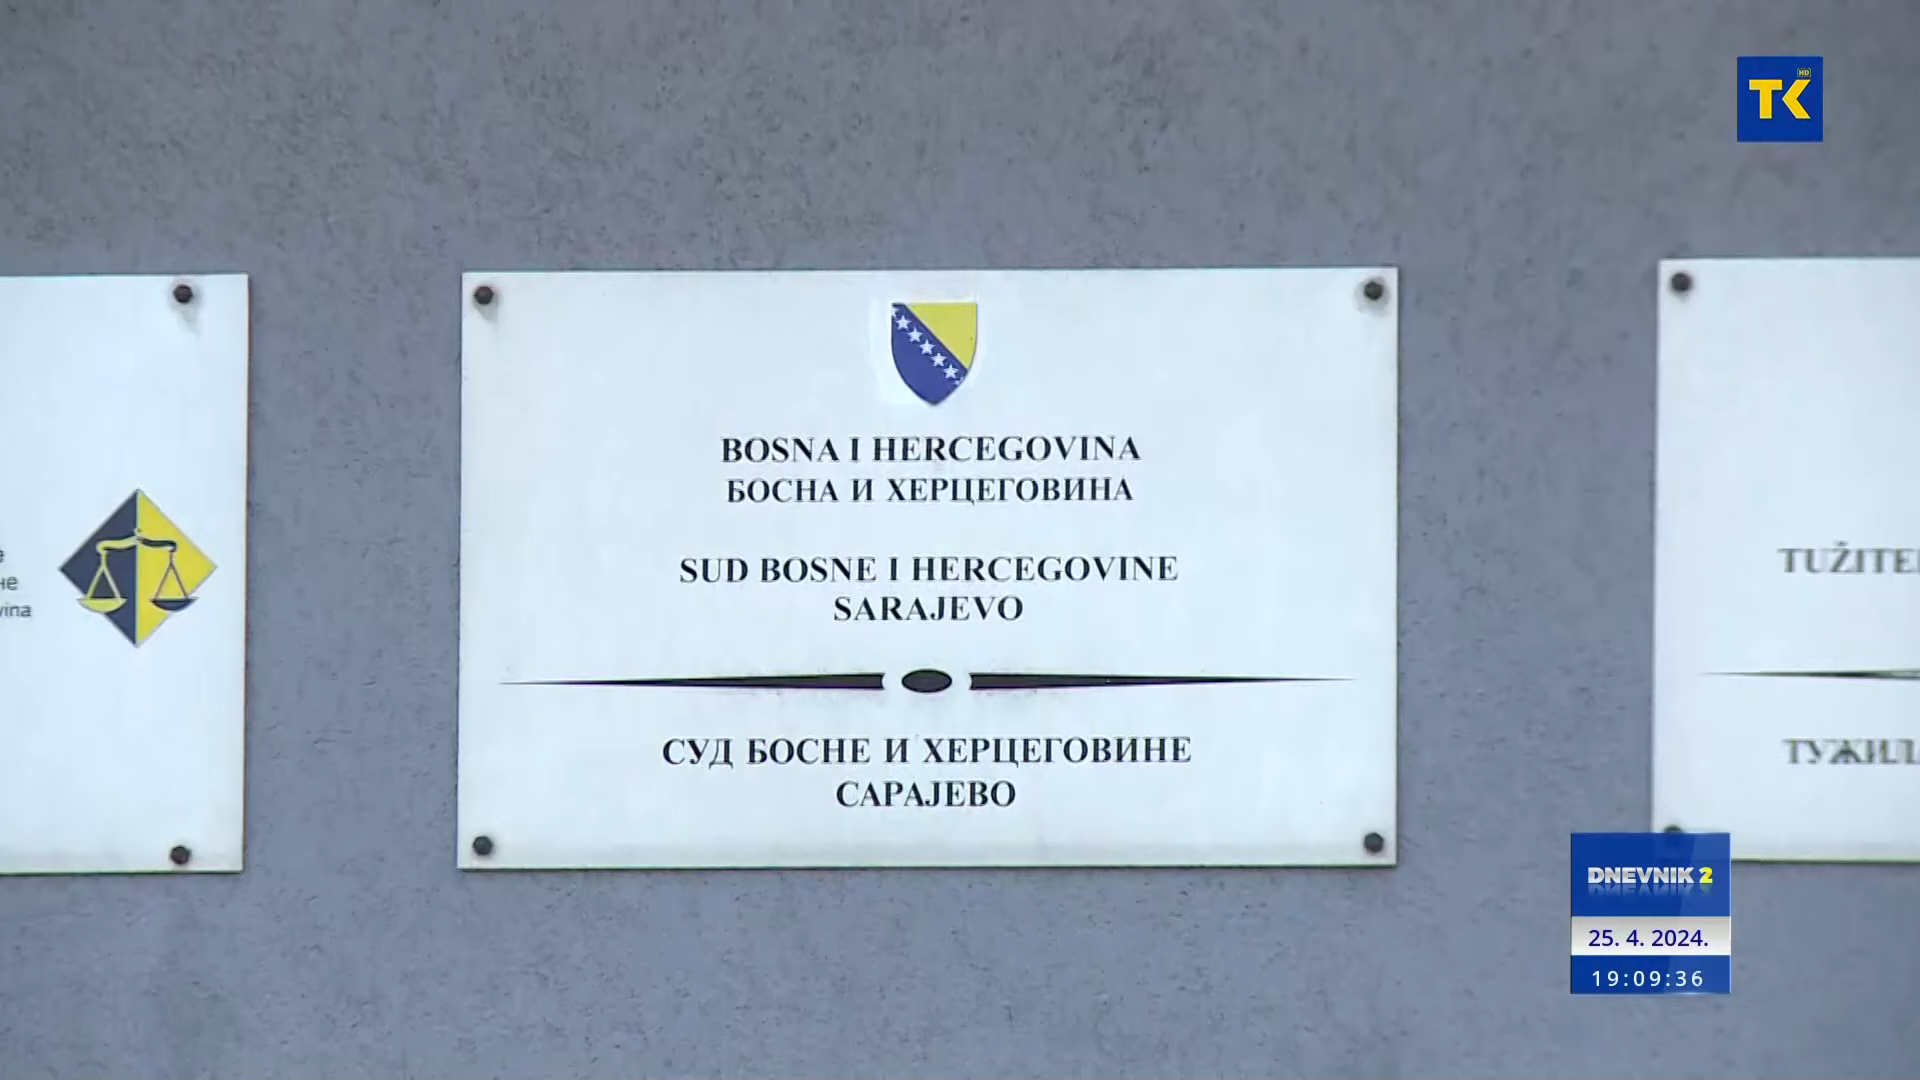 TK HD
BOSNA I HERCEGOVINA
БОСНА И ХЕРЦЕГОВИНА
SUD BOSNE I HERCEGOVINE
SARAJEVO
СУД БОСНЕ И ХЕРЦЕГОВИНЕ
САРАЈЕВО
DNEVNIK 2
25. 4. 2024.
19:09:36